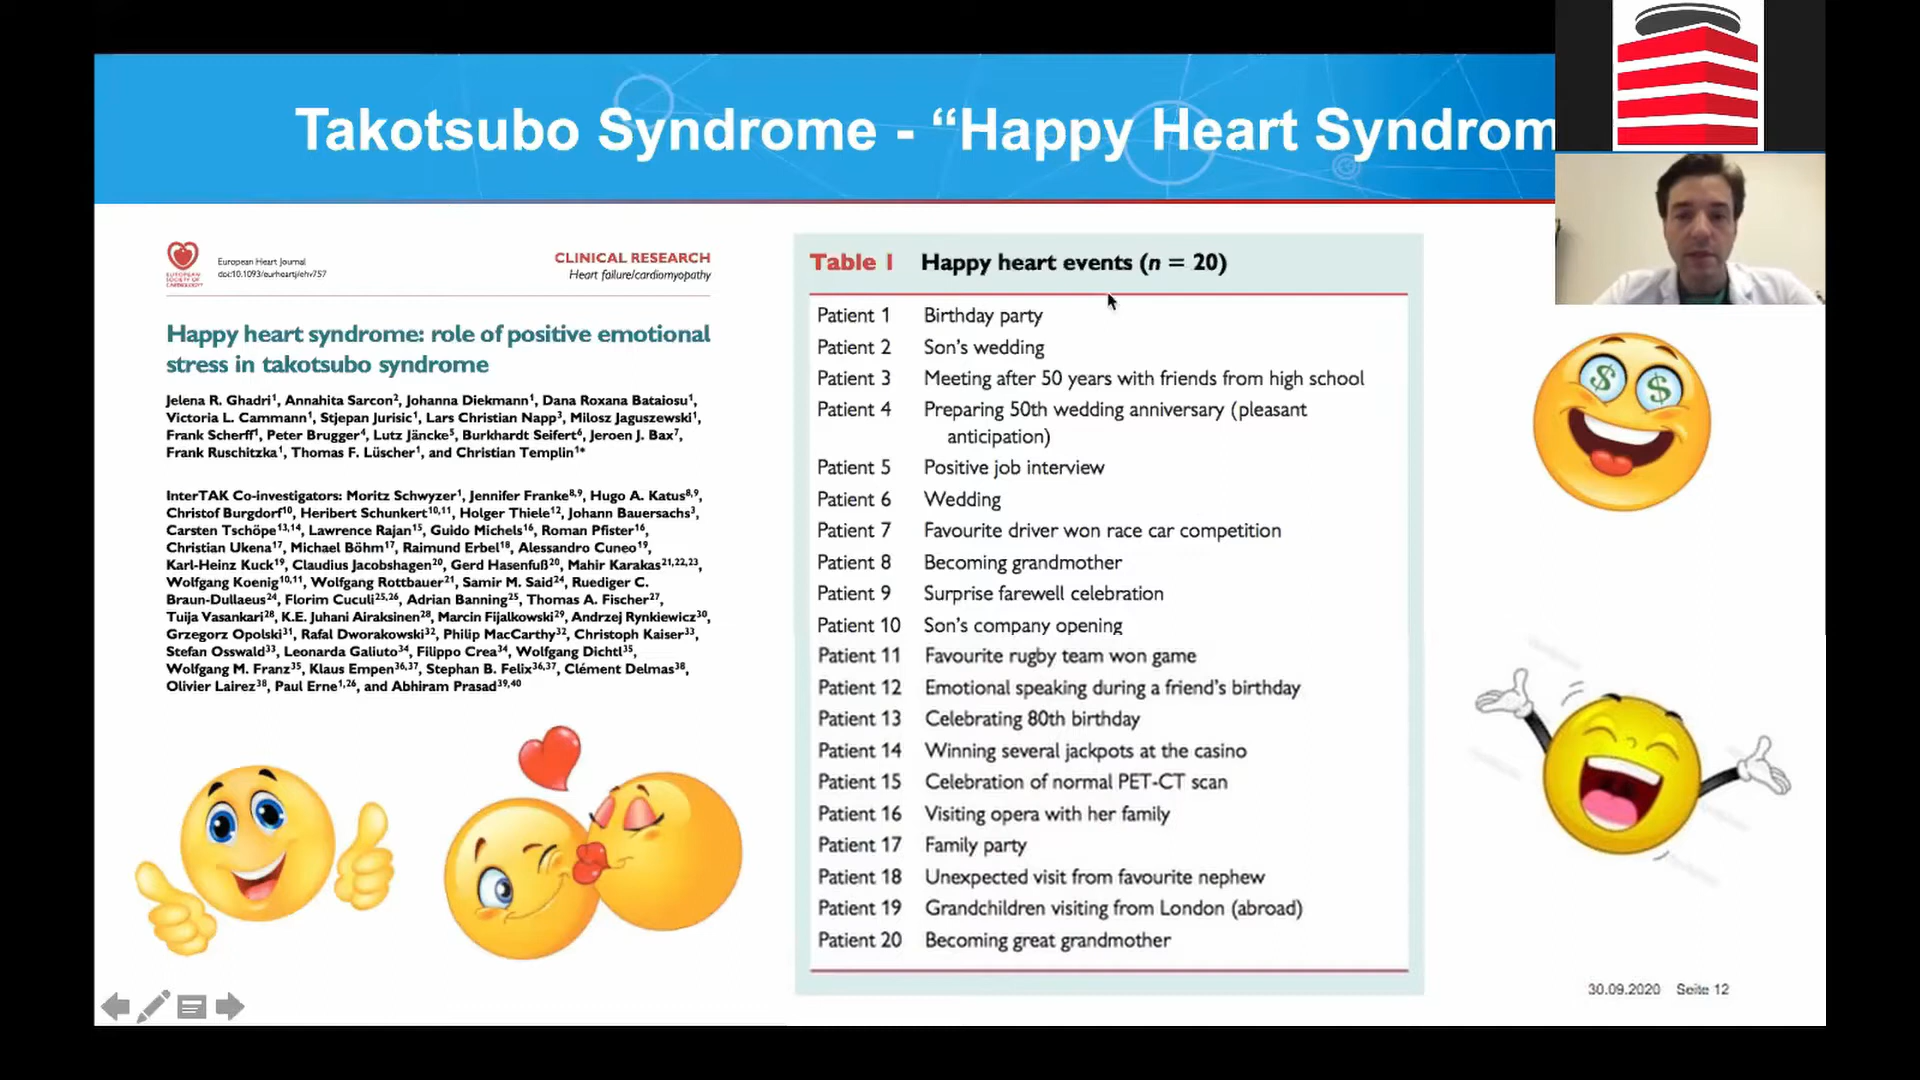 Takotsubo Syndrome - “Happy Heart Syndrom
European Heart Journal
doi:10.1093/eurheartj/ehv757
EUROPEAN
SOCIETY OF
CARDIOLOGY
CLINICAL RESEARCH
Heart failure/cardiomyopathy
Happy heart syndrome: role of positive emotional
stress in takotsubo syndrome
Jelena R. Ghadri1, Annahita Sarcon2, Johanna Diekmann1, Dana Roxana Bataiosu1,
Victoria L. Cammann1, Stjepan Jurisic1, Lars Christian Napp3, Milosz Jaguszewski1,
Frank Scherff1, Peter Brugger4, Lutz Jäncke5, Burkhardt Seifert6, Jeroen J. Bax7,
Frank Ruschitzka1, Thomas F. Lüscher1, and Christian Templin1*
InterTAK Co-investigators: Moritz Schwyzer1, Jennifer Franke8,9, Hugo A. Katus8,9,
Christof Burgdorf10, Heribert Schunkert10,11, Holger Thiele12, Johann Bauersachs3,
Carsten Tschöpe13,14, Lawrence Rajan15, Guido Michels16, Roman Pfister16,
Christian Ukena17, Michael Böhm17, Raimund Erbel18, Alessandro Cuneo19,
Karl-Heinz Kuck19, Claudius Jacobshagen20, Gerd Hasenfuß20, Mahir Karakas21,22,23,
Wolfgang Koenig10,11, Wolfgang Rottbauer21, Samir M. Said24, Ruediger C.
Braun-Dullaeus24, Florim Cuculi25,26, Adrian Banning25, Thomas A. Fischer27,
Tuija Vasankari28, K.E. Juhani Airaksinen28, Marcin Fijalkowski29, Andrzej Rynkiewicz30,
Grzegorz Opolski31, Rafal Dworakowski32, Philip MacCarthy32, Christoph Kaiser33,
Stefan Osswald33, Leonarda Galiuto34, Filippo Crea34, Wolfgang Dichtl35,
Wolfgang M. Franz35, Klaus Empen36,37, Stephan B. Felix36,37, Clément Delmas38,
Olivier Lairez38, Paul Erne1,26, and Abhiram Prasad39,40
Table 1 Happy heart events (n = 20)
Patient 1 Birthday party
Patient 2 Son’s wedding
Patient 3 Meeting after 50 years with friends from high school
Patient 4 Preparing 50th wedding anniversary (pleasant
anticipation)
Patient 5 Positive job interview
Patient 6 Wedding
Patient 7 Favourite driver won race car competition
Patient 8 Becoming grandmother
Patient 9 Surprise farewell celebration
Patient 10 Son’s company opening
Patient 11 Favourite rugby team won game
Patient 12 Emotional speaking during a friend’s birthday
Patient 13 Celebrating 80th birthday
Patient 14 Winning several jackpots at the casino
Patient 15 Celebration of normal PET-CT scan
Patient 16 Visiting opera with her family
Patient 17 Family party
Patient 18 Unexpected visit from favourite nephew
Patient 19 Grandchildren visiting from London (abroad)
Patient 20 Becoming great grandmother
$ $
30.09.2020 Seite 12